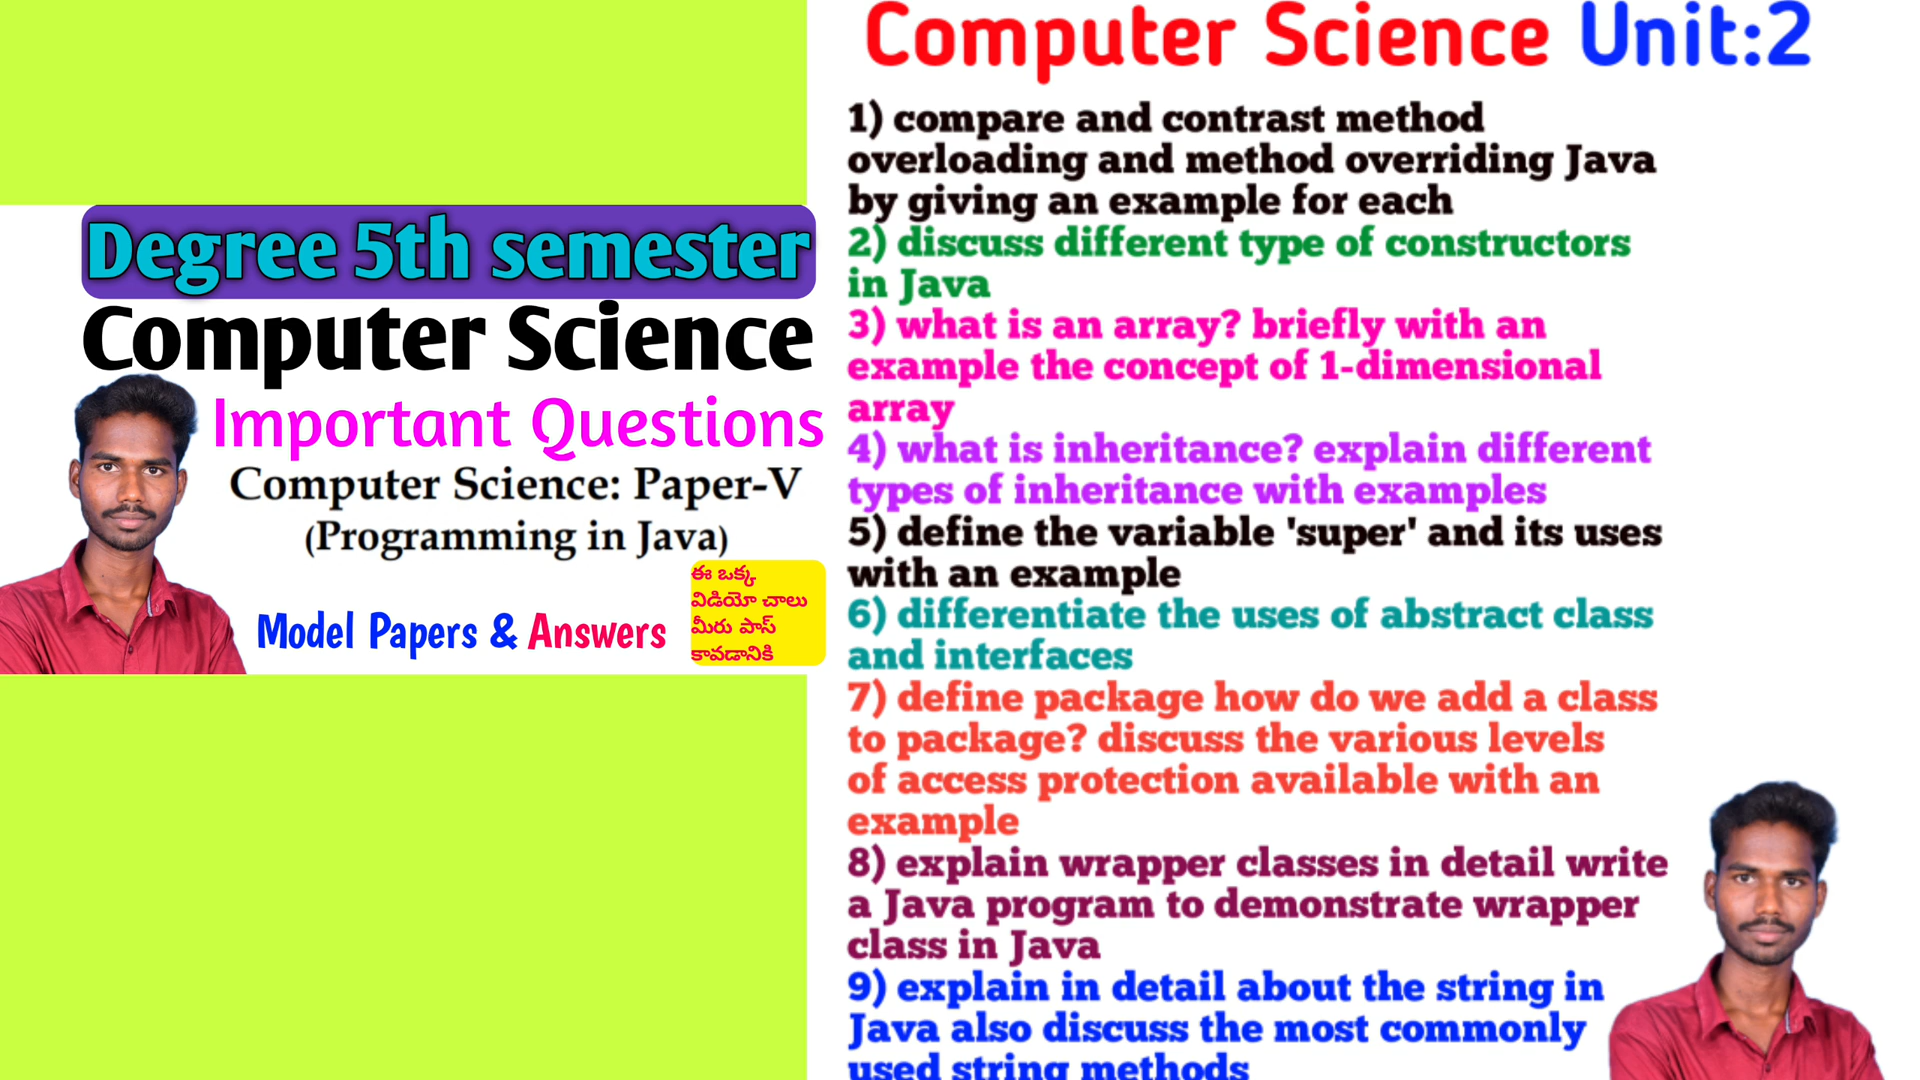 Degree 5th semester
Computer Science
Important Questions
Computer Science: Paper-V
(Programming in Java)
Model Papers & Answers
ఈ ఒక్క
విడియో చాలు
మీరు పాస్
కావడానికి
Computer Science Unit:2
1) compare and contrast method
overloading and method overriding Java
by giving an example for each
2) discuss different type of constructors
in Java
3) what is an array? briefly with an
example the concept of 1-dimensional
array
4) what is inheritance? explain different
types of inheritance with examples
5) define the variable 'super' and its uses
with an example
6) differentiate the uses of abstract class
and interfaces
7) define package how do we add a class
to package? discuss the various levels
of access protection available with an
example
8) explain wrapper classes in detail write
a Java program to demonstrate wrapper
class in Java
9) explain in detail about the string in
Java also discuss the most commonly
used string methods